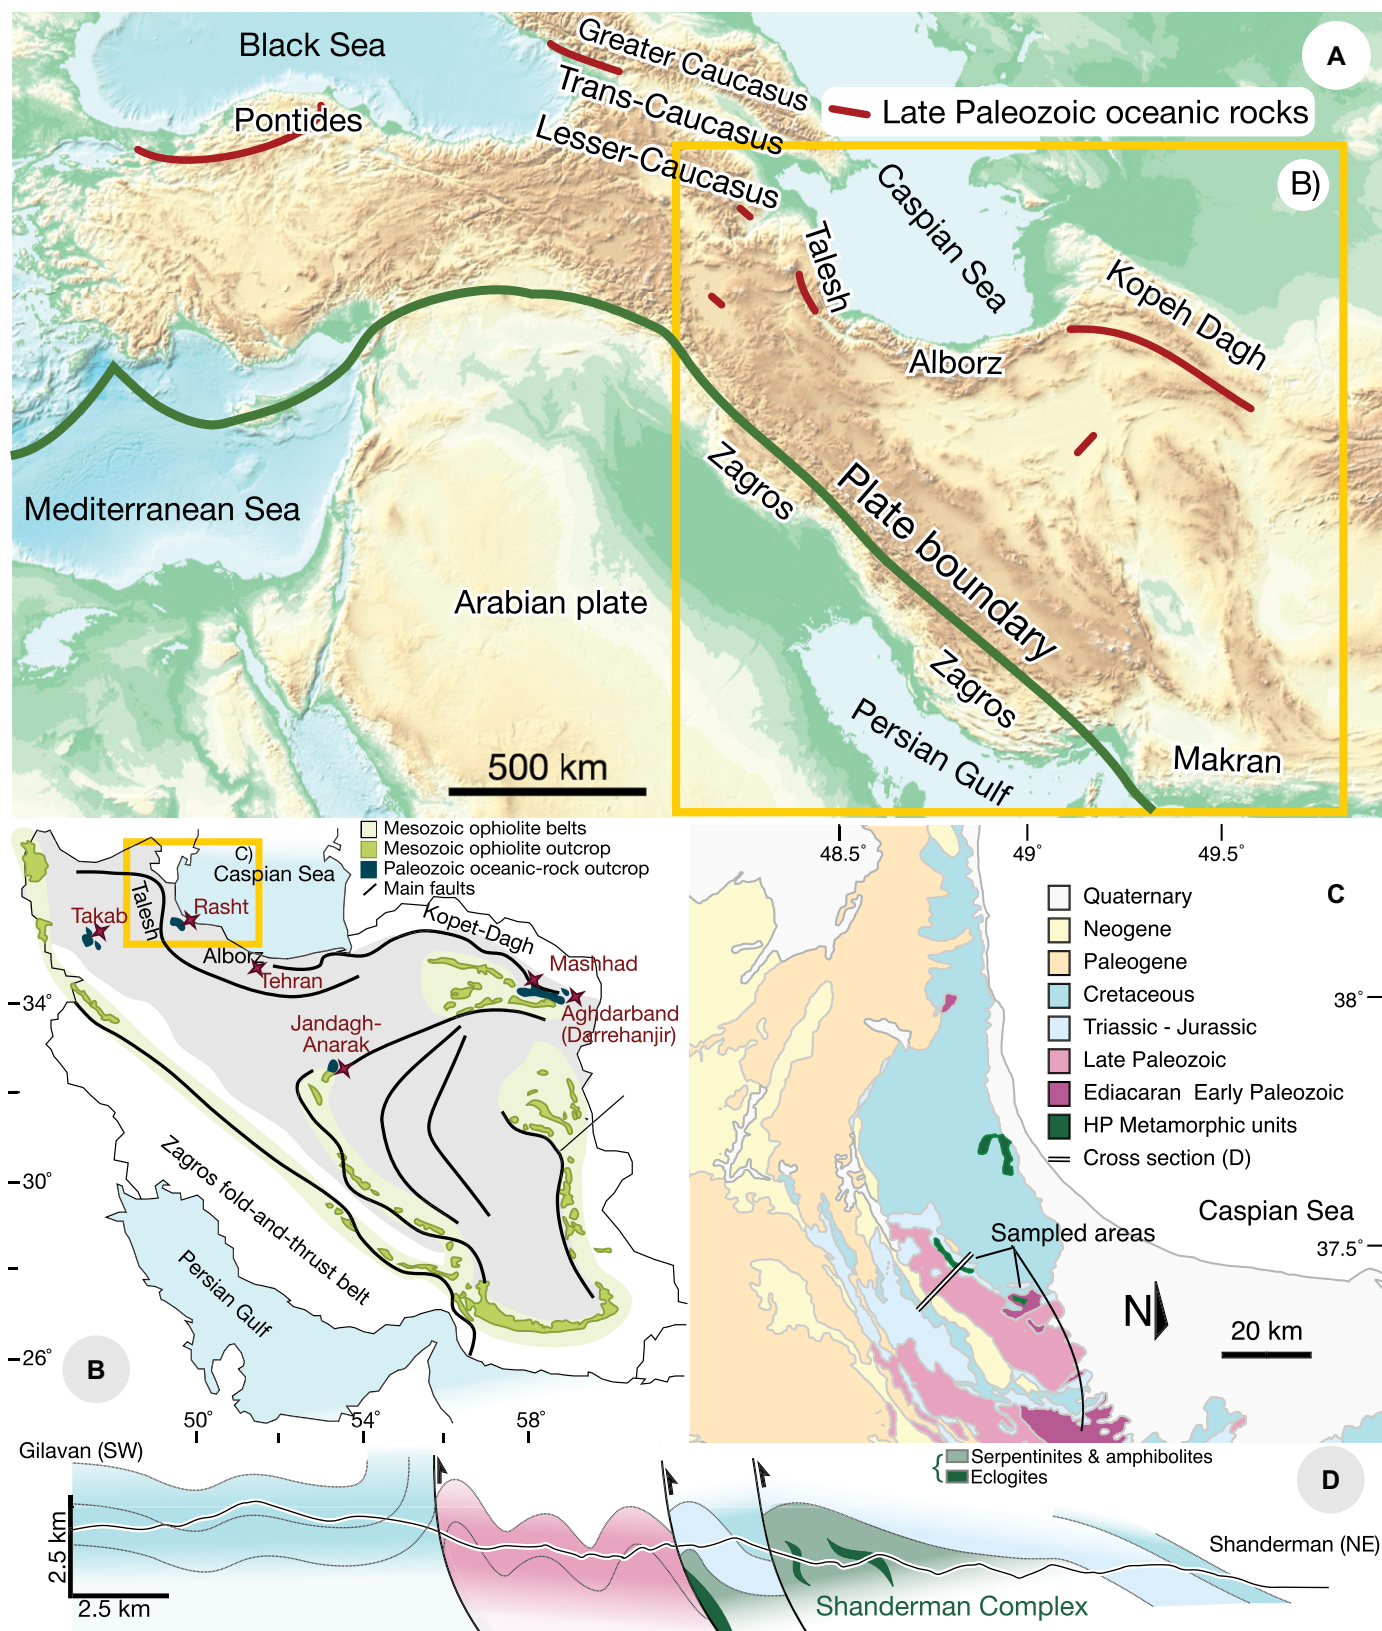 Black Sea
Greater Caucasus
A
Trans-Caucasus
Late Paleozoic oceanic rocks
Pontides
Lesser-Caucasus
B)
Caspian Sea
Talesh
Kopeh Dagh
Alborz
Zagros
Plate boundary
Mediterranean Sea
Arabian plate
Zagros
Persian Gulf
Makran
500 km
Mesozoic ophiolite belts
Mesozoic ophiolite outcrop
Paleozoic oceanic-rock outcrop
Main faults
C)
Caspian Sea
Talesh
Takab
Rasht
Kopet-Dagh
Alborz
Tehran
Mashhad
Aghdarband
(Darrehanjir)
Jandagh-
Anarak
34°
30°
26°
Zagros fold-and-thrust belt
Persian Gulf
B
50°
54°
58°
48.5°
49°
49.5°
C
Quaternary
Neogene
Paleogene
Cretaceous
Triassic - Jurassic
Late Paleozoic
Ediacaran Early Paleozoic
HP Metamorphic units
Cross section (D)
38°
Caspian Sea
Sampled areas
37.5°
N
20 km
Gilavan (SW)
Serpentinites & amphibolites
Eclogites
D
2.5 km
2.5 km
Shanderman (NE)
Shanderman Complex